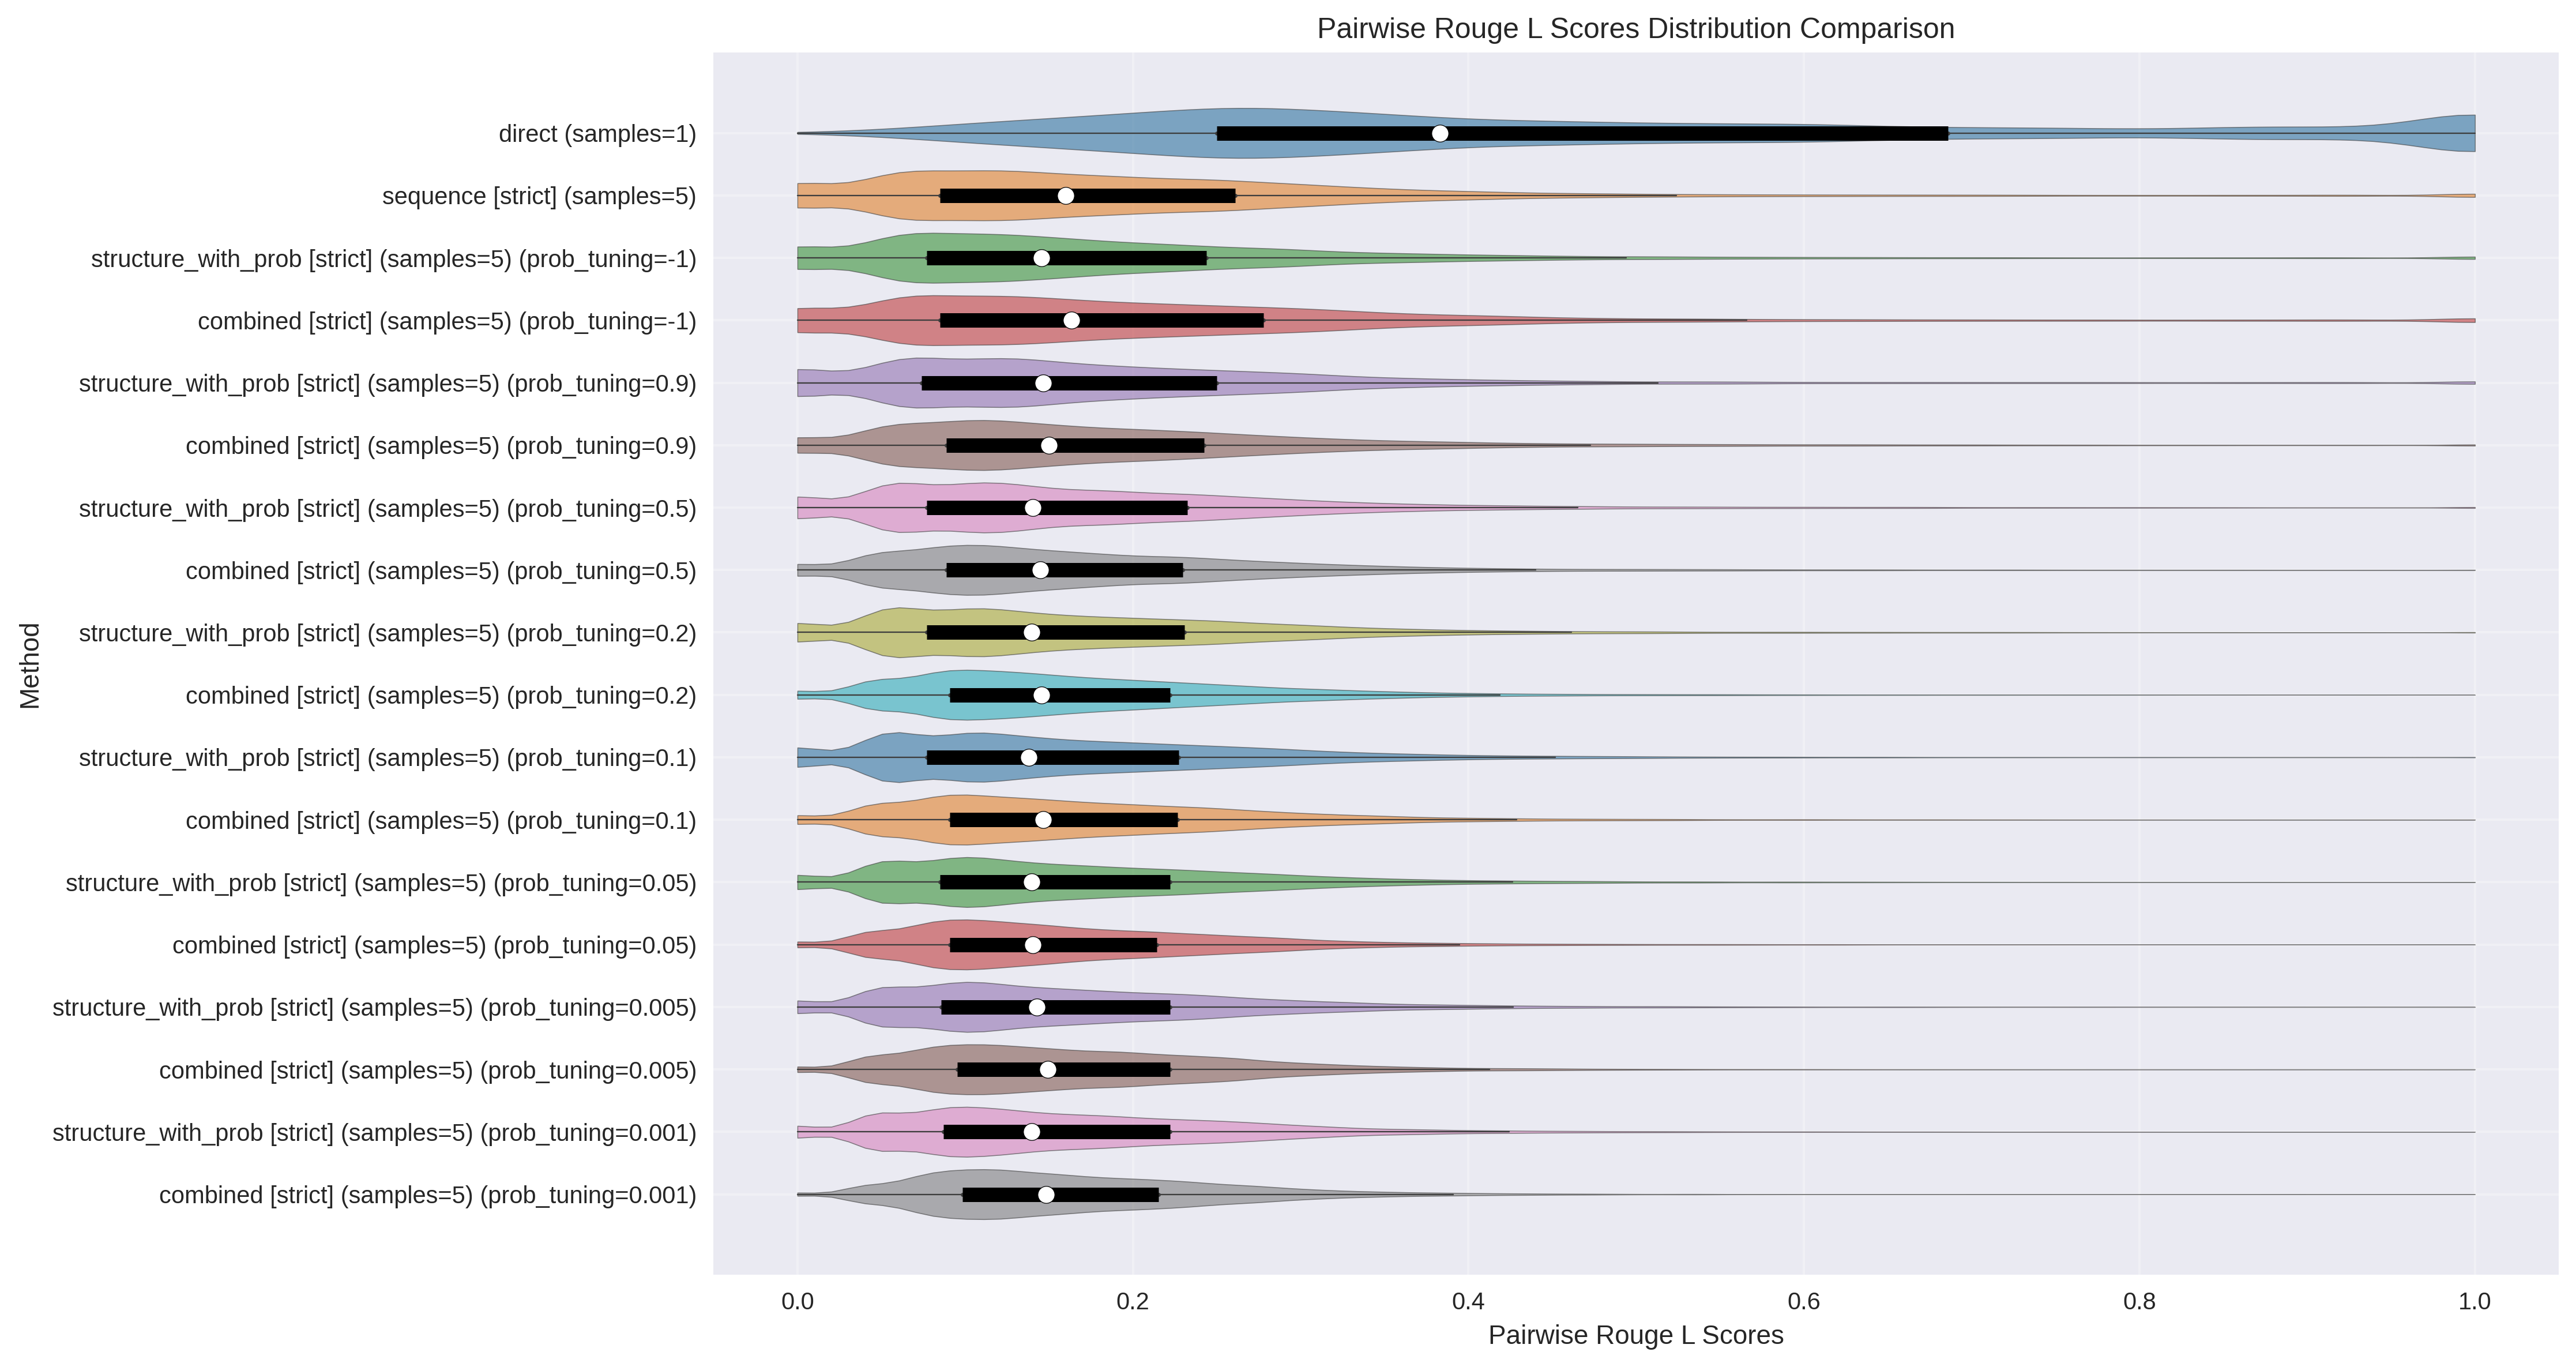 Pairwise Rouge L Scores Distribution Comparison
direct (samples=1)
sequence [strict] (samples=5)
structure_with_prob [strict] (samples=5) (prob_tuning=-1)
combined [strict] (samples=5) (prob_tuning=-1)
structure_with_prob [strict] (samples=5) (prob_tuning=0.9)
combined [strict] (samples=5) (prob_tuning=0.9)
structure_with_prob [strict] (samples=5) (prob_tuning=0.5)
combined [strict] (samples=5) (prob_tuning=0.5)
structure_with_prob [strict] (samples=5) (prob_tuning=0.2)
combined [strict] (samples=5) (prob_tuning=0.2)
structure_with_prob [strict] (samples=5) (prob_tuning=0.1)
combined [strict] (samples=5) (prob_tuning=0.1)
structure_with_prob [strict] (samples=5) (prob_tuning=0.05)
combined [strict] (samples=5) (prob_tuning=0.05)
structure_with_prob [strict] (samples=5) (prob_tuning=0.005)
combined [strict] (samples=5) (prob_tuning=0.005)
structure_with_prob [strict] (samples=5) (prob_tuning=0.001)
combined [strict] (samples=5) (prob_tuning=0.001)
Method
0.0 0.2 0.4 0.6 0.8 1.0
Pairwise Rouge L Scores